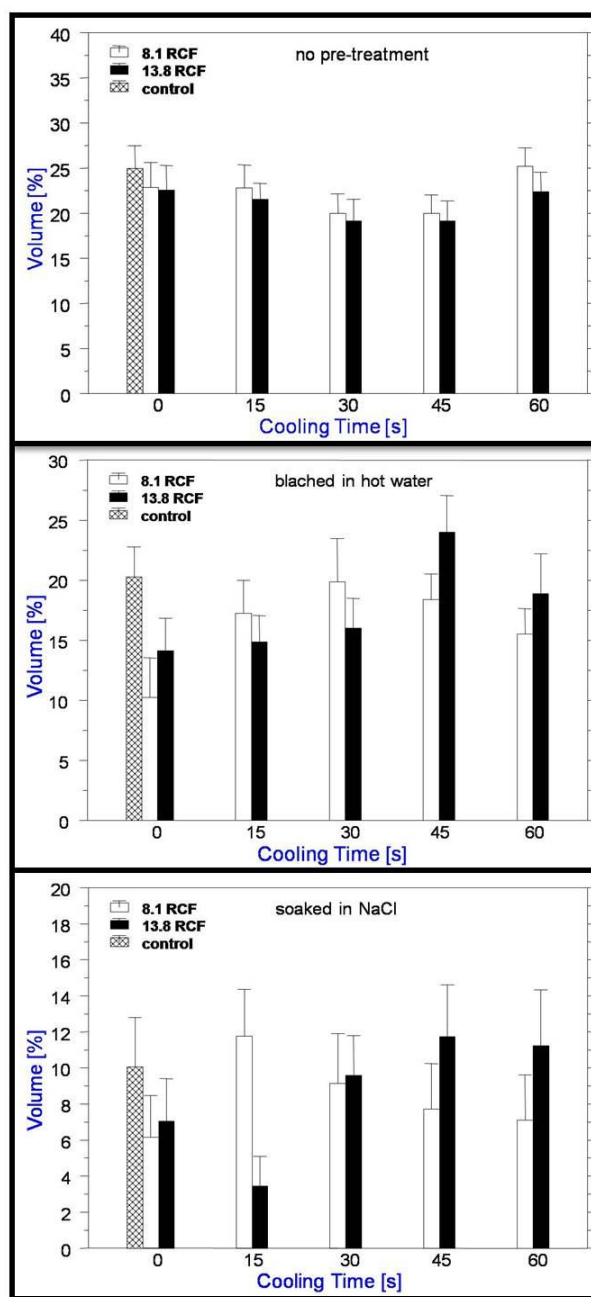 40
35
30
25
20
15
10
5
0
Volume [%]
8.1 RCF
13.8 RCF
control
no pre-treatment
0 15 30 45 60
Cooling Time [s]
30
25
20
15
10
5
0
Volume [%]
8.1 RCF
13.8 RCF
control
blached in hot water
0 15 30 45 60
Cooling Time [s]
20
18
16
14
12
10
8
6
4
2
0
Volume [%]
8.1 RCF
13.8 RCF
control
soaked in NaCl
0 15 30 45 60
Cooling Time [s]